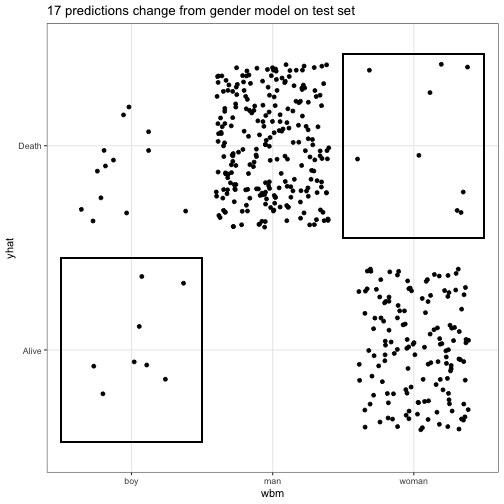 17 predictions change from gender model on test set
Death
yhat
Alive
boy man woman
wbm